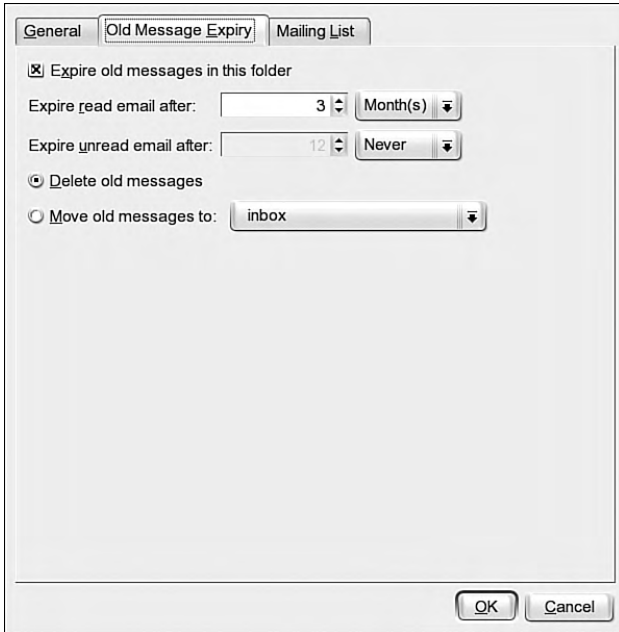 General Old Message Expiry Mailing List
Expire old messages in this folder
Expire read email after: 3 Month(s)
Expire unread email after: 12 Never
Delete old messages
Move old messages to: inbox
OK Cancel